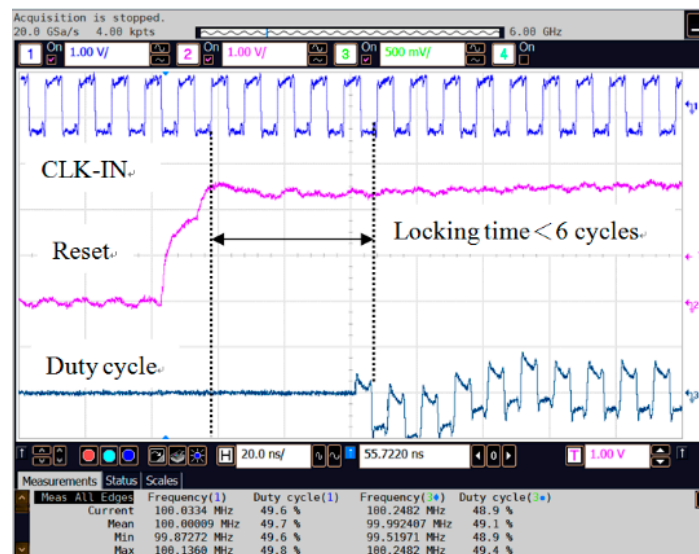 Acquisition is stopped.
20.0 GSa/s 4.00 kpts 6.00 GHz
1 On 1.00 V/ 2 On 1.00 V/ 3 On 500 mV/ 4 On
1
CLK-IN
Reset
Locking time＜6 cycles
2
Duty cycle
3
H 20.0 ns/ 55.7220 ns 0 T 1.00 V
Measurements Status Scales
Meas All Edges Frequency(1) Duty cycle(1) Frequency(3) Duty cycle(3)
Current 100.0334 MHz 49.6 % 100.2482 MHz 48.9 %
Mean 100.00009 MHz 49.7 % 99.992407 MHz 49.1 %
Min 99.87272 MHz 49.6 % 99.51971 MHz 48.9 %
Max 100.1360 MHz 49.8 % 100.2482 MHz 49.4 %